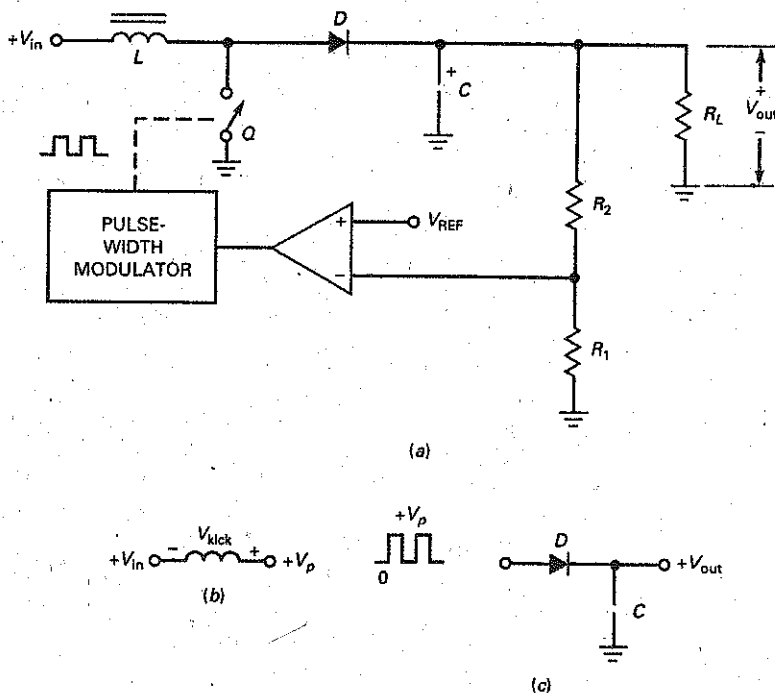 D
+Vin
L
+
C
RL
+
Vout
−
Q
R2
PULSE-
WIDTH
MODULATOR
+
VREF
−
R1
(a)
Vkick
+Vin − + +Vp
(b)
+Vp
0
D
+Vout
C
(c)